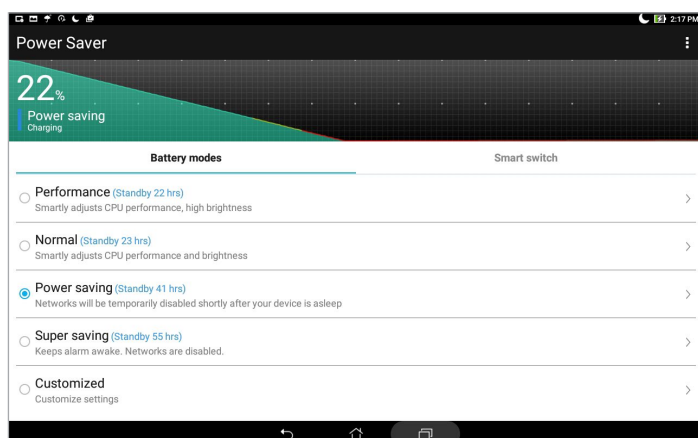 2:17 PM
Power Saver
22%
Power saving
Charging
Battery modes
Smart switch
Performance (Standby 22 hrs)
Smartly adjusts CPU performance, high brightness
Normal (Standby 23 hrs)
Smartly adjusts CPU performance and brightness
Power saving (Standby 41 hrs)
Networks will be temporarily disabled shortly after your device is asleep
Super saving (Standby 55 hrs)
Keeps alarm awake. Networks are disabled.
Customized
Customize settings